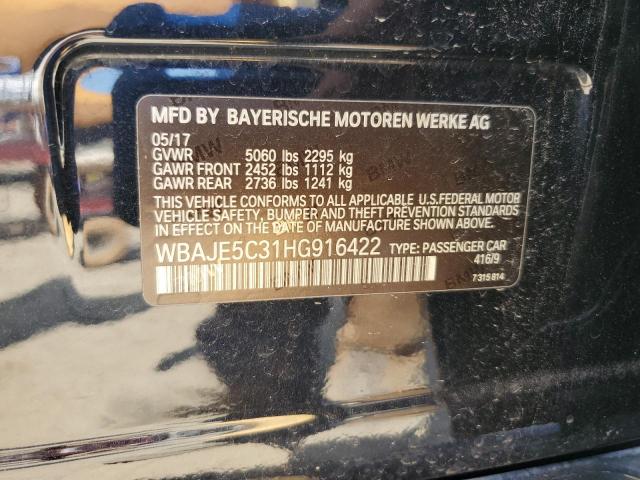 MFD BY BAYERISCHE MOTOREN WERKE AG
05/17
GVWR 5060 lbs 2295 kg
GAWR FRONT 2452 lbs 1112 kg
GAWR REAR 2736 lbs 1241 kg
THIS VEHICLE CONFORMS TO ALL APPLICABLE U.S.FEDERAL MOTOR
VEHICLE SAFETY, BUMPER AND THEFT PREVENTION STANDARDS
IN EFFECT ON THE DATE OF MANUFACTURE SHOWN ABOVE.
WBAJE5C31HG916422 TYPE: PASSENGER CAR
416/9
7 315 814